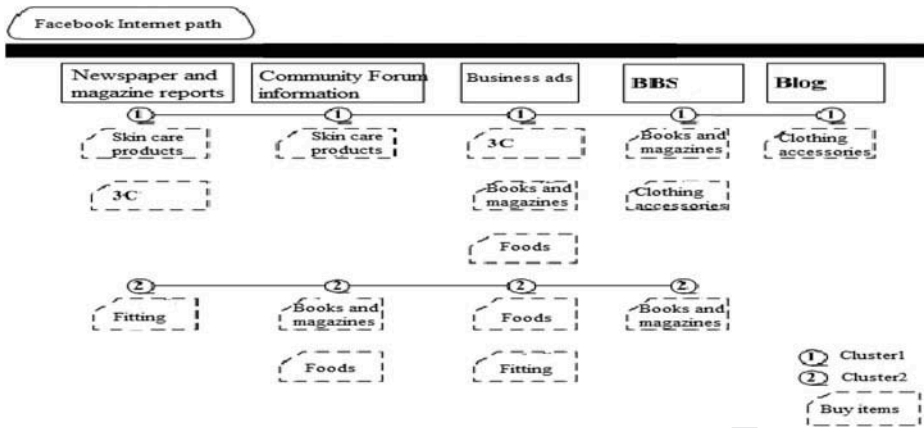 Facebook Internet path
Newspaper and
magazine reports
Community Forum
information
Business ads
BBS
Blog
1
1
1
1
1
Skin care
products
Skin care
products
3C
Books and
magazines
Clothing
accessories
3C
Books and
magazines
Clothing
accessories
Foods
2
2
2
2
Fitting
Books and
magazines
Foods
Books and
magazines
Foods
Fitting
1 Cluster1
2 Cluster2
Buy items